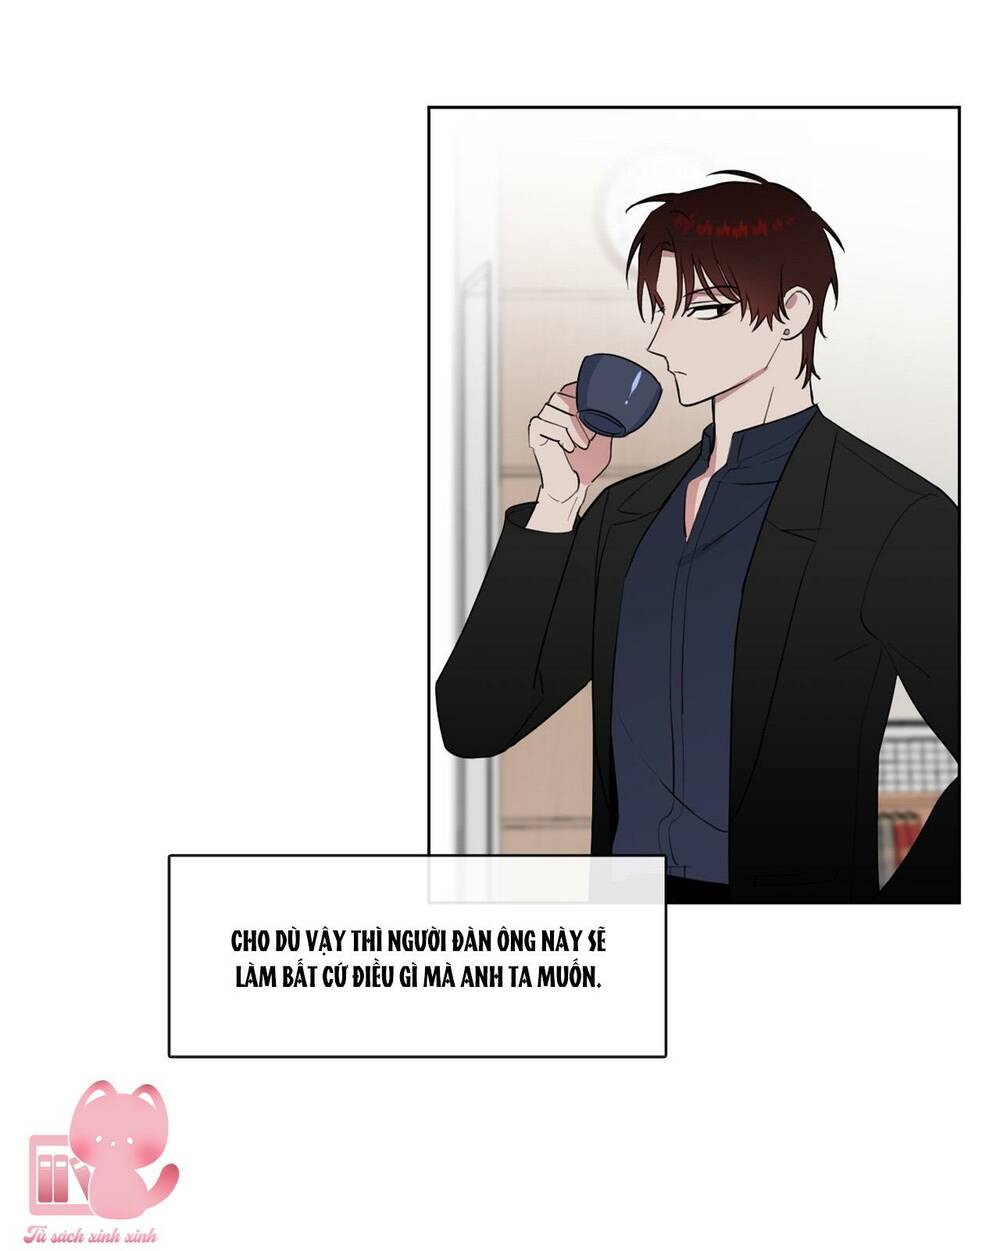 CHO DÙ VẬY THÌ NGƯỜI ĐÀN ÔNG NÀY SẼ
LÀM BẤT CỨ ĐIỀU GÌ MÀ ANH TA MUỐN.
Tủ sách xinh xinh